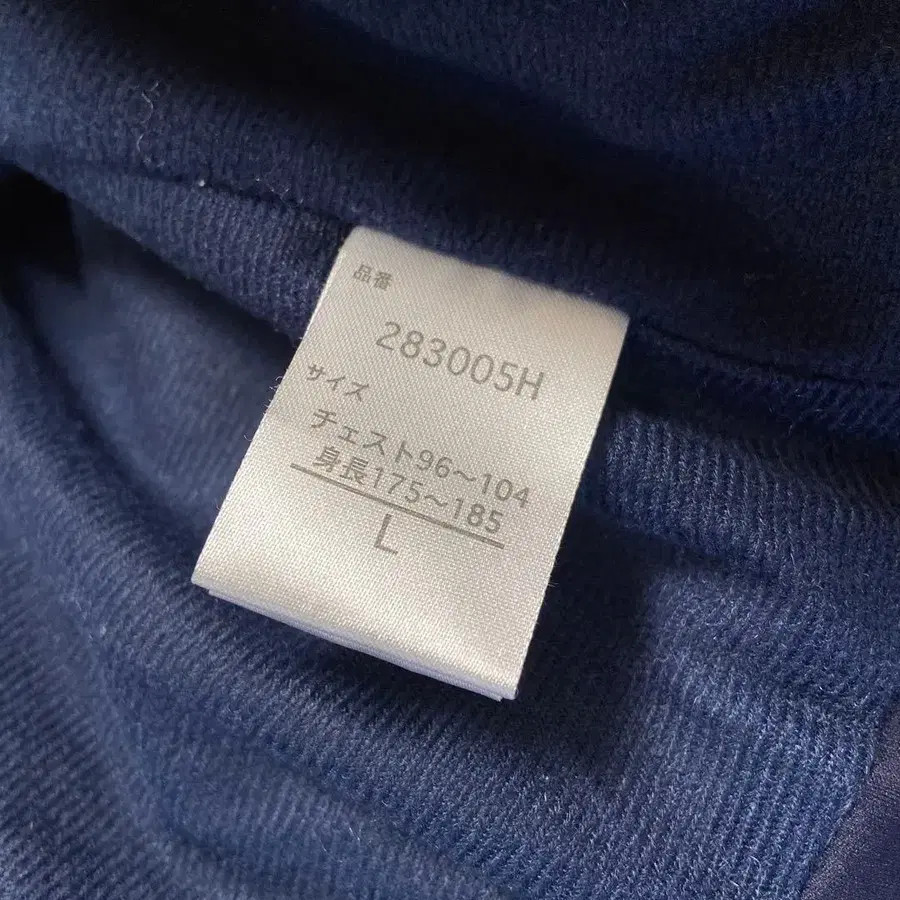 品番
283005H
サイズ
チェスト96～104
身長175～185
L